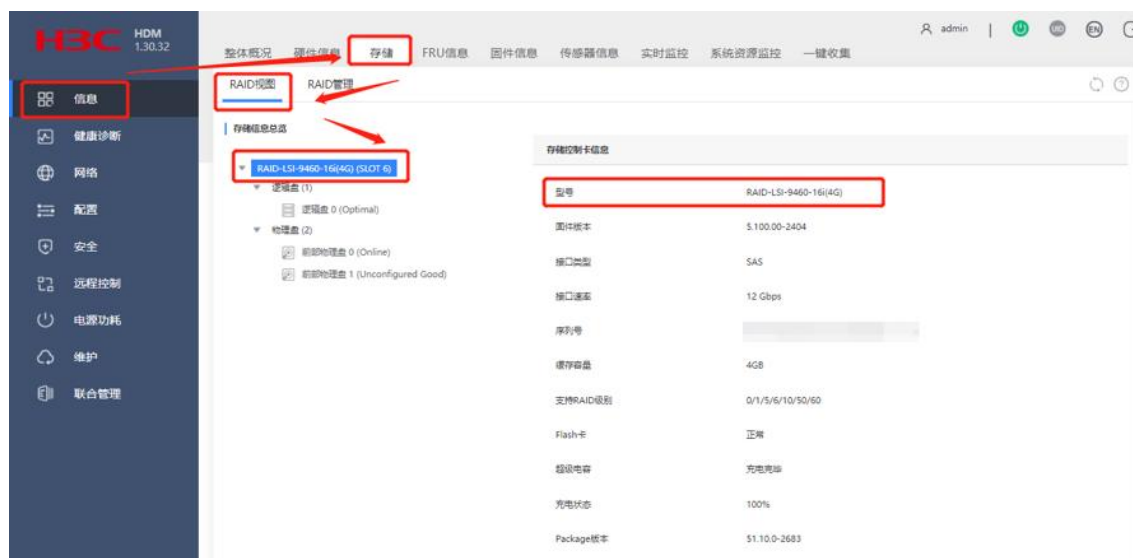 H3C HDM
1.30.32
admin | UID EN
整体概况 硬件信息 存储 FRU信息 固件信息 传感器信息 实时监控 系统资源监控 一键收集
RAID视图 RAID管理
信息
健康诊断
网络
配置
安全
远程控制
电源功耗
维护
联合管理
存储信息总览
RAID-LSI-9460-16i(4G) (SLOT 6)
逻辑盘 (1)
逻辑盘 0 (Optimal)
物理盘 (2)
前部物理盘 0 (Online)
前部物理盘 1 (Unconfigured Good)
存储控制卡信息
型号 RAID-LSI-9460-16i(4G)
固件版本 5.100.00-2404
接口类型 SAS
接口速率 12 Gbps
序列号
缓存容量 4GB
支持RAID级别 0/1/5/6/10/50/60
Flash卡 正常
超级电容 充电完毕
充电状态 100%
Package版本 51.10.0-2683